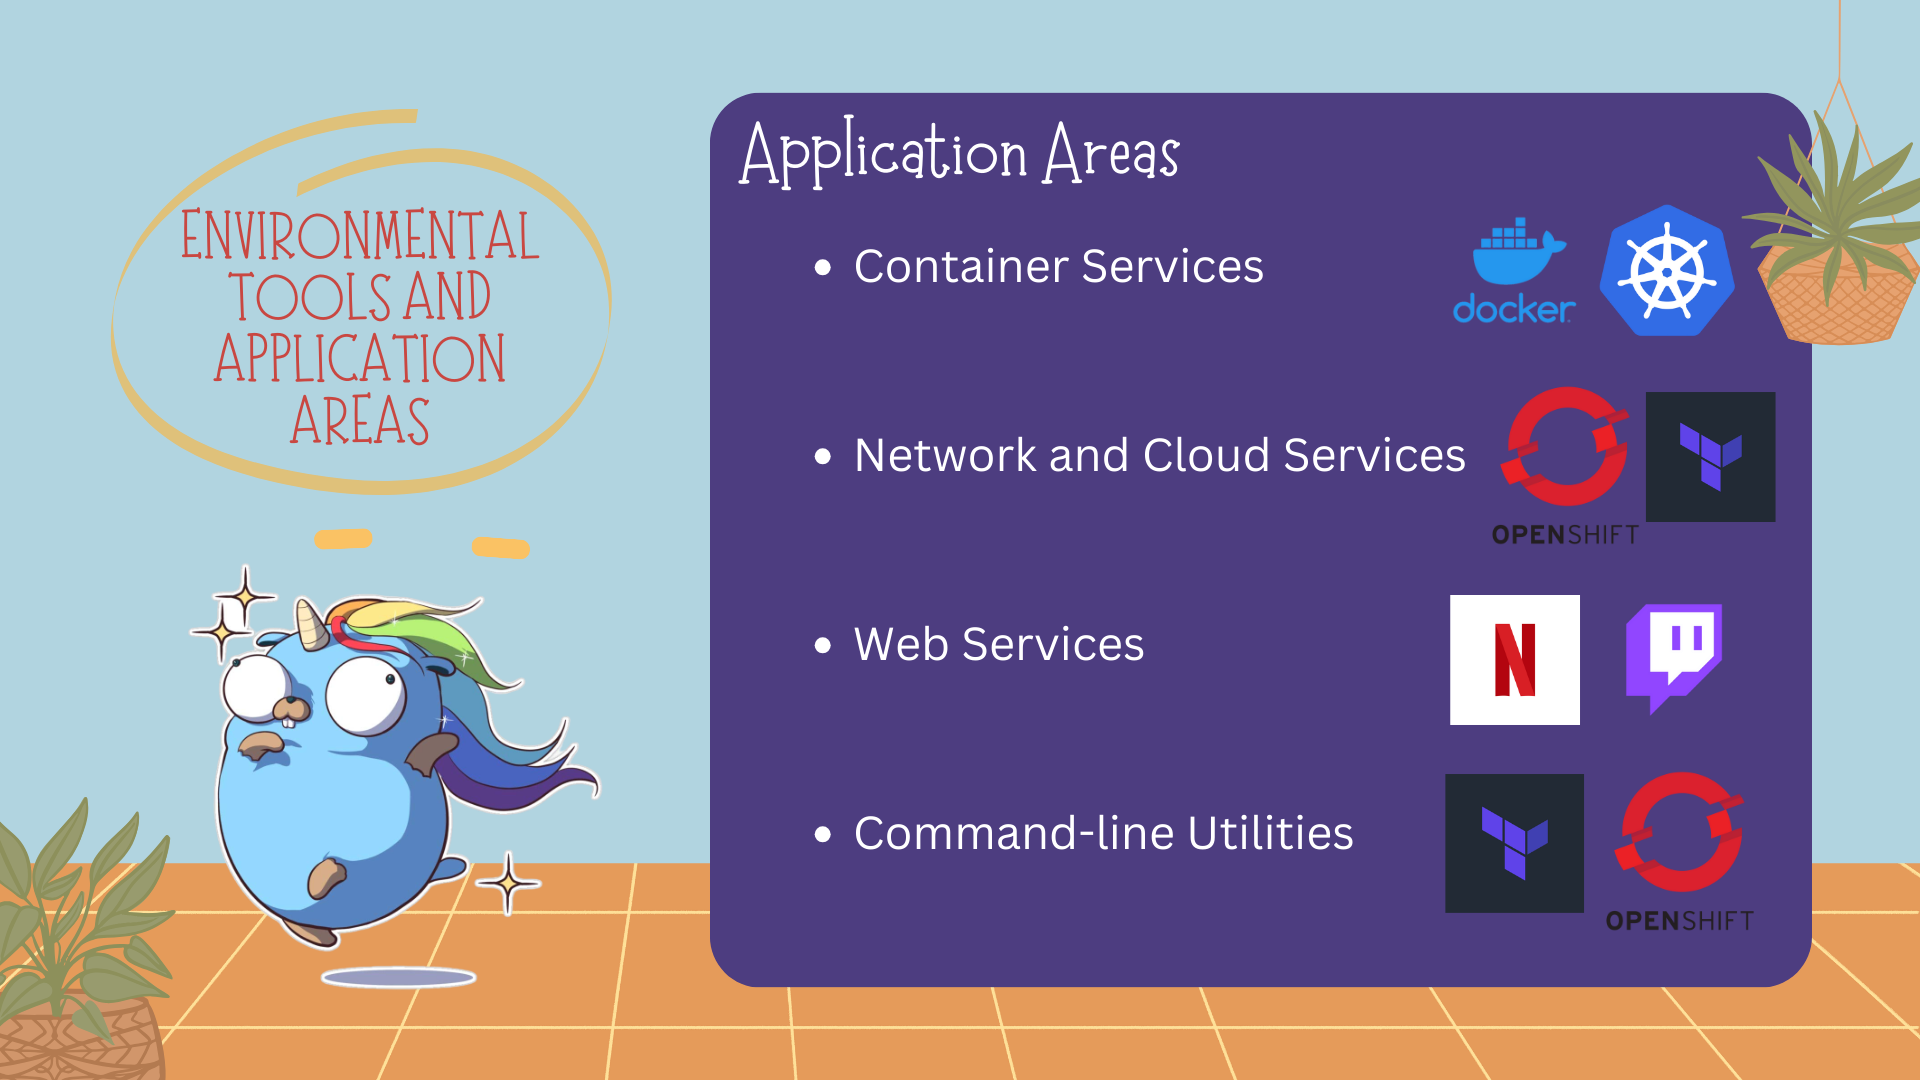 ENVIRONMENTAL
TOOLS AND
APPLICATION
AREAS
Application Areas
Container Services
docker
Network and Cloud Services
OPENSHIFT
Web Services
N
Command-line Utilities
OPENSHIFT